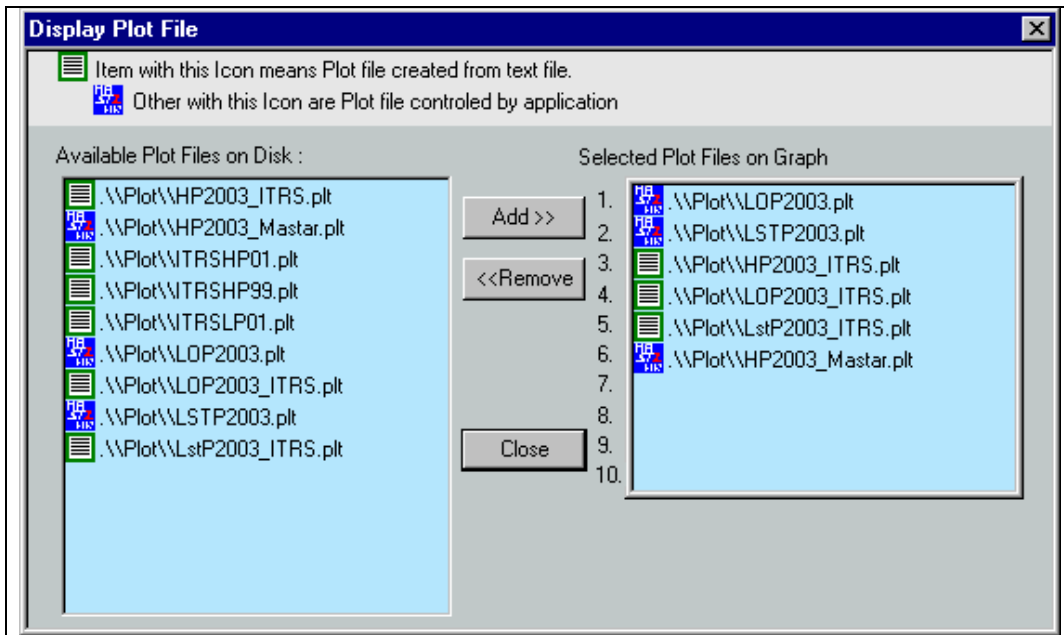 Display Plot File
Item with this Icon means Plot file created from text file.
Other with this Icon are Plot file controled by application
Available Plot Files on Disk :
.\\Plot\\HP2003_ITRS.plt
.\\Plot\\HP2003_Mastar.plt
.\\Plot\\ITRSHP01.plt
.\\Plot\\ITRSHP99.plt
.\\Plot\\ITRSLP01.plt
.\\Plot\\LOP2003.plt
.\\Plot\\LOP2003_ITRS.plt
.\\Plot\\LSTP2003.plt
.\\Plot\\LstP2003_ITRS.plt
Add >>
<<Remove
Close
Selected Plot Files on Graph
1. .\\Plot\\LOP2003.plt
2. .\\Plot\\LSTP2003.plt
3. .\\Plot\\HP2003_ITRS.plt
4. .\\Plot\\LOP2003_ITRS.plt
5. .\\Plot\\LstP2003_ITRS.plt
6. .\\Plot\\HP2003_Mastar.plt
7.
8.
9.
10.